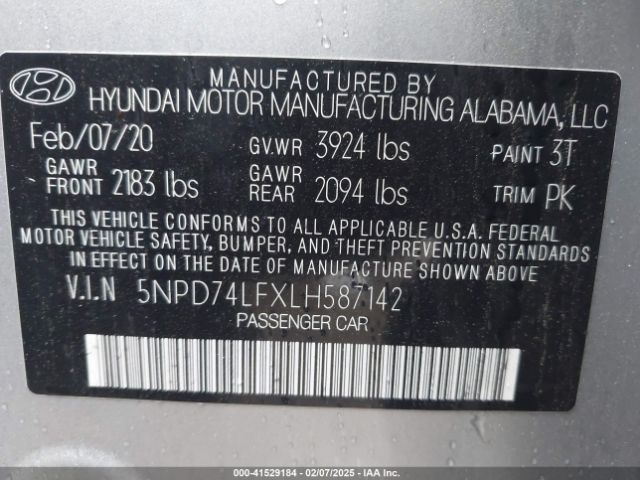 MANUFACTURED BY
HYUNDAI MOTOR MANUFACTURING ALABAMA, LLC
Feb/07/20 GVWR 3924 lbs PAINT 3T
GAWR FRONT 2183 lbs GAWR REAR 2094 lbs TRIM PK
THIS VEHICLE CONFORMS TO ALL APPLICABLE U.S.A. FEDERAL
MOTOR VEHICLE SAFETY, BUMPER, AND THEFT PREVENTION STANDARDS
IN EFFECT ON THE DATE OF MANUFACTURE SHOWN ABOVE
V.I.N 5NPD74LFXLH587142
PASSENGER CAR
000-41529184 - 02/07/2025 - IAA Inc.